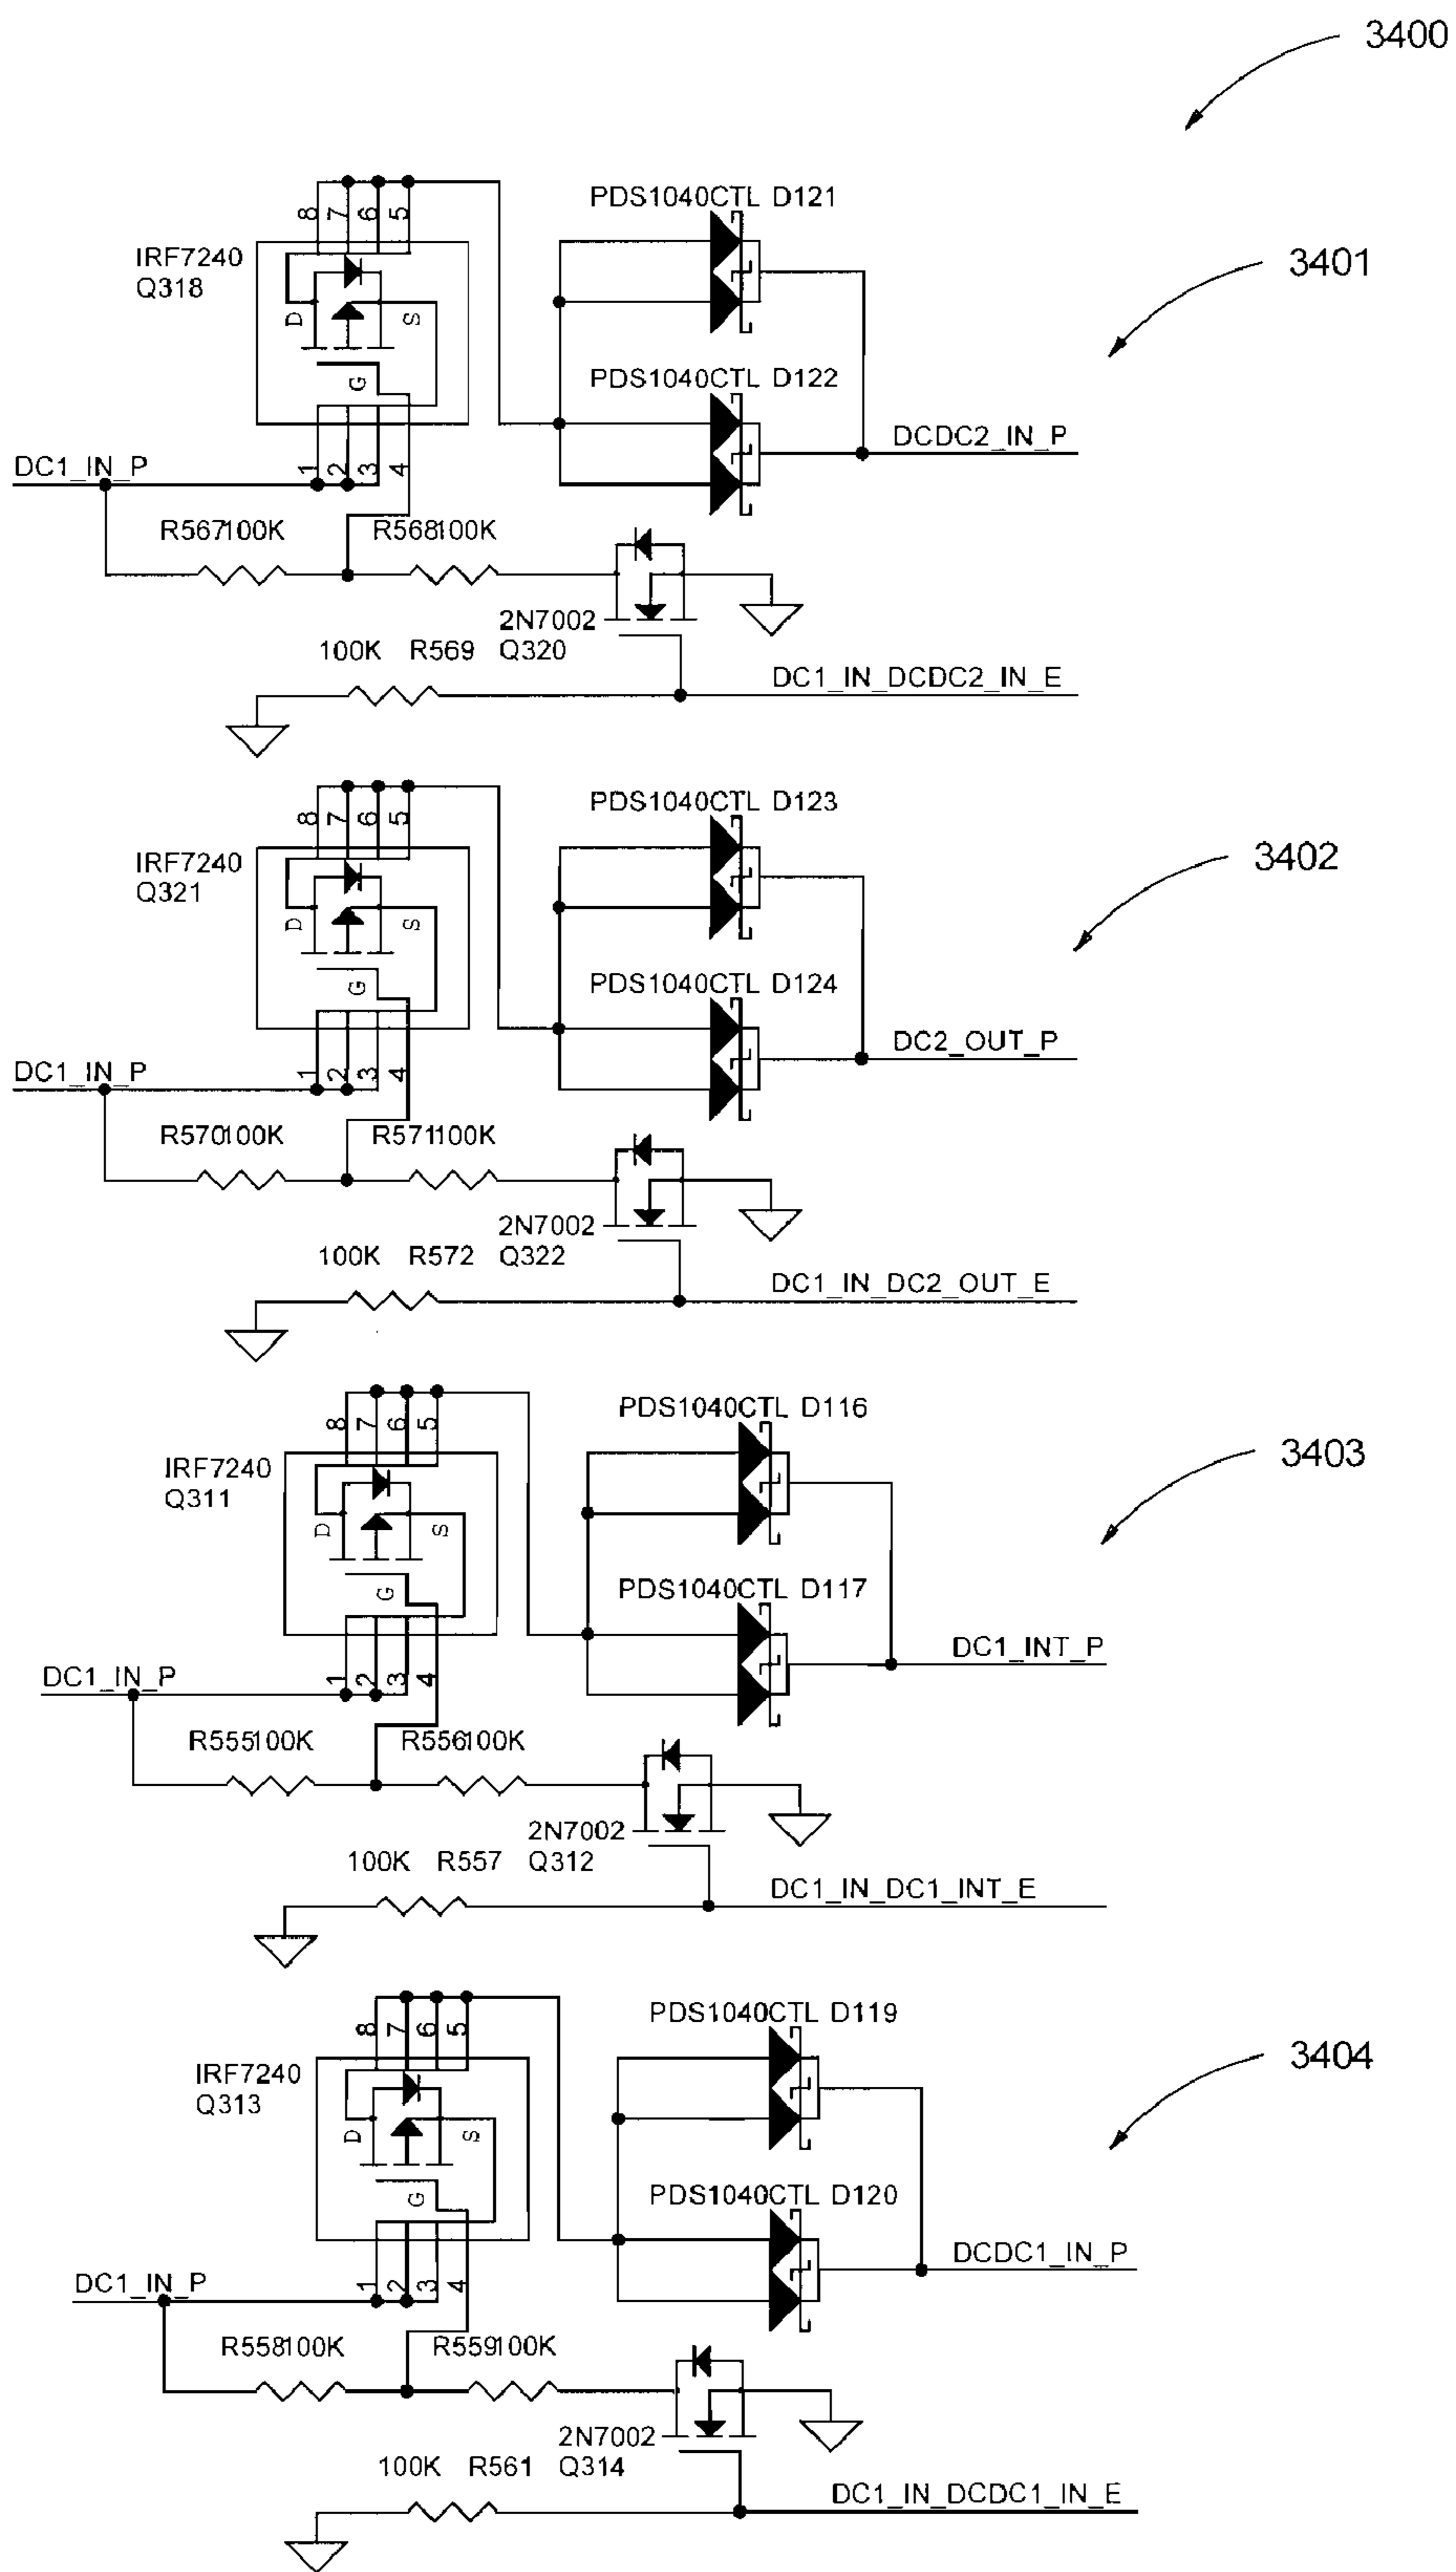 3400
PDS1040CTL D121
8 7 6 5
IRF7240
Q318
D S
G
3401
PDS1040CTL D122
DCDC2_IN_P
DC1_IN_P
1 2 3 4
R567100K R568100K
2N7002
100K R569 Q320
DC1_IN_DCDC2_IN_E
PDS1040CTL D123
8 7 6 5
IRF7240
Q321
D S
G
3402
PDS1040CTL D124
DC2_OUT_P
DC1_IN_P
1 2 3 4
R570100K R571100K
2N7002
100K R572 Q322
DC1_IN_DC2_OUT_E
PDS1040CTL D116
8 7 6 5
IRF7240
Q311
D S
G
3403
PDS1040CTL D117
DC1_INT_P
DC1_IN_P
1 2 3 4
R555100K R556100K
2N7002
100K R557 Q312
DC1_IN_DC1_INT_E
PDS1040CTL D119
8 7 6 5
IRF7240
Q313
D S
G
3404
PDS1040CTL D120
DCDC1_IN_P
DC1_IN_P
1 2 3 4
R558100K R559100K
2N7002
100K R561 Q314
DC1_IN_DCDC1_IN_E